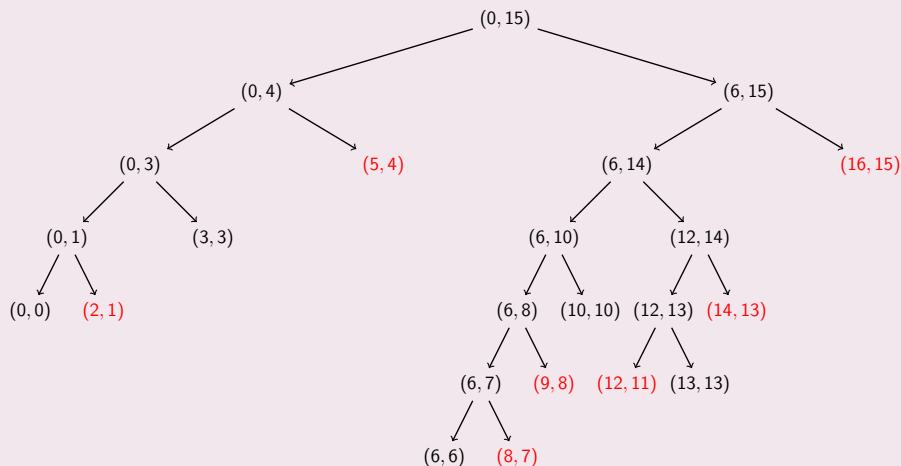 (0, 15)
(0, 4) (6, 15)
(0, 3) (5, 4) (6, 14) (16, 15)
(0, 1) (3, 3) (6, 10) (12, 14)
(0, 0) (2, 1) (6, 8) (10, 10) (12, 13) (14, 13)
(6, 7) (9, 8) (12, 11) (13, 13)
(6, 6) (8, 7)